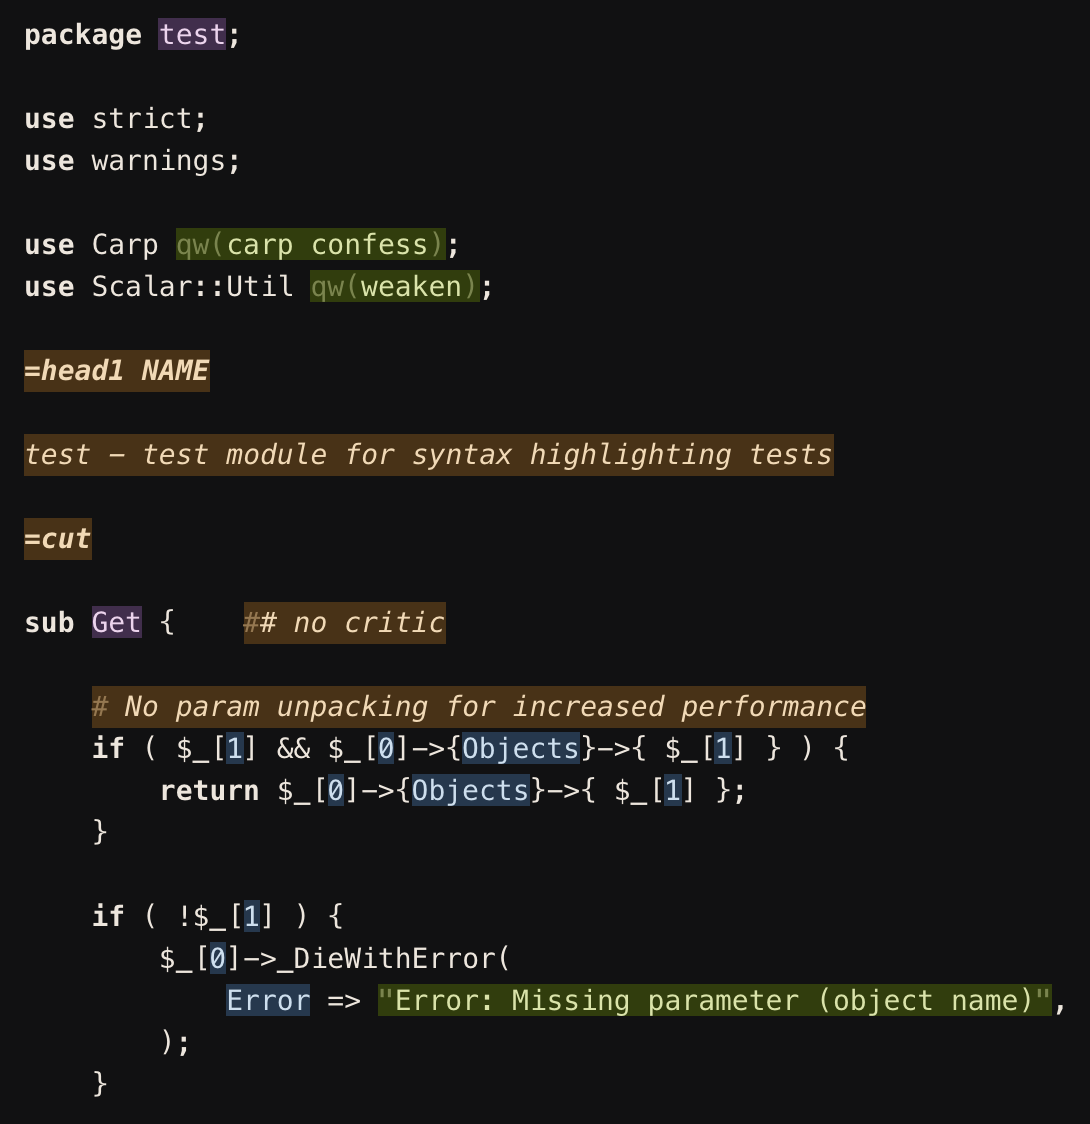 package test;

use strict;
use warnings;

use Carp qw(carp confess);
use Scalar::Util qw(weaken);

=head1 NAME

test - test module for syntax highlighting tests

=cut

sub Get {    ## no critic

    # No param unpacking for increased performance
    if ( $_[1] && $_[0]->{Objects}->{ $_[1] } ) {
        return $_[0]->{Objects}->{ $_[1] };
    }

    if ( !$_[1] ) {
        $_[0]->_DieWithError(
            Error => "Error: Missing parameter (object name)",
        );
    }